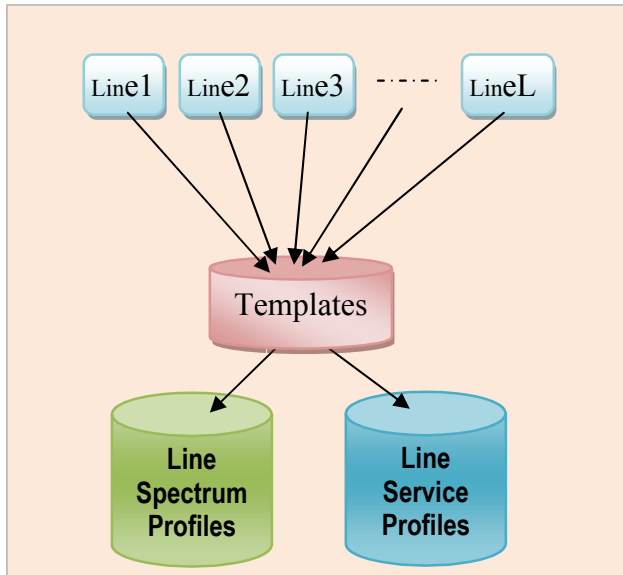 Line1 Line2 Line3 LineL
Templates
Line
Spectrum
Profiles
Line
Service
Profiles